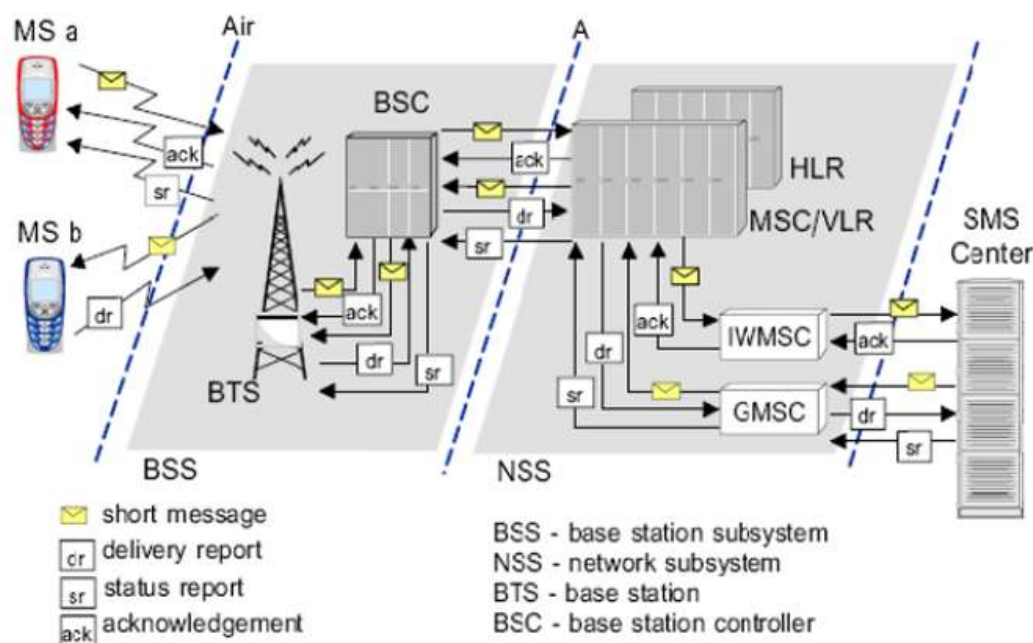 MS a
Air
A
BSC
ack
sr
HLR
MSC/VLR
ack
dr
sr
SMS
Center
MS b
dr
ack
dr
sr
BTS
ack
dr
sr
IWMSC
GMSC
ack
dr
sr
BSS
NSS
short message
dr delivery report
sr status report
ack acknowledgement
BSS - base station subsystem
NSS - network subsystem
BTS - base station
BSC - base station controller